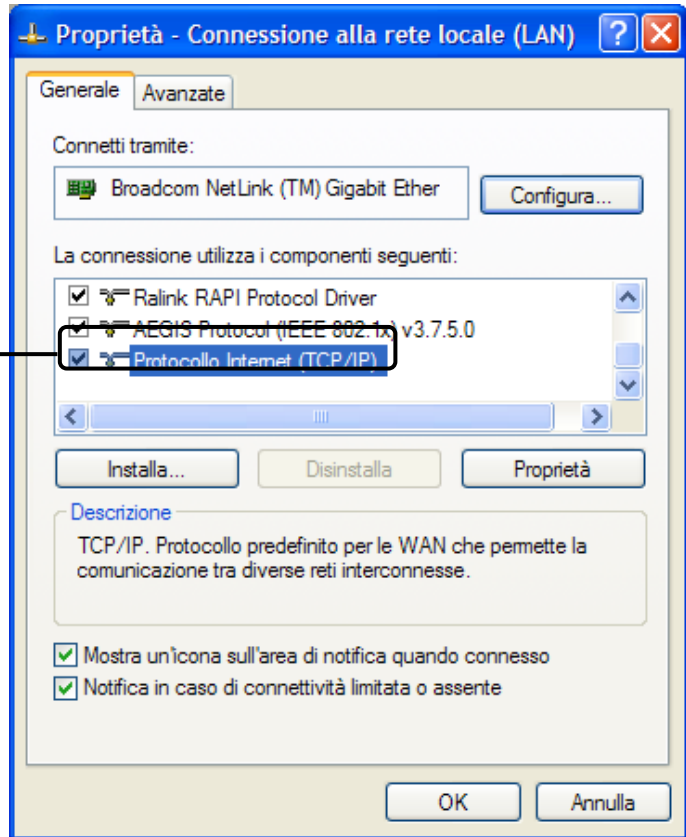 Proprietà - Connessione alla rete locale (LAN)
Generale
Avanzate
Connetti tramite:
Broadcom NetLink (TM) Gigabit Ether
Configura...
La connessione utilizza i componenti seguenti:
Ralink RAPI Protocol Driver
AEGIS Protocol (IEEE 802.1x) v3.7.5.0
Protocollo Internet (TCP/IP)
Installa...
Disinstalla
Proprietà
Descrizione
TCP/IP. Protocollo predefinito per le WAN che permette la
comunicazione tra diverse reti interconnesse.
Mostra un'icona sull'area di notifica quando connesso
Notifica in caso di connettività limitata o assente
OK
Annulla